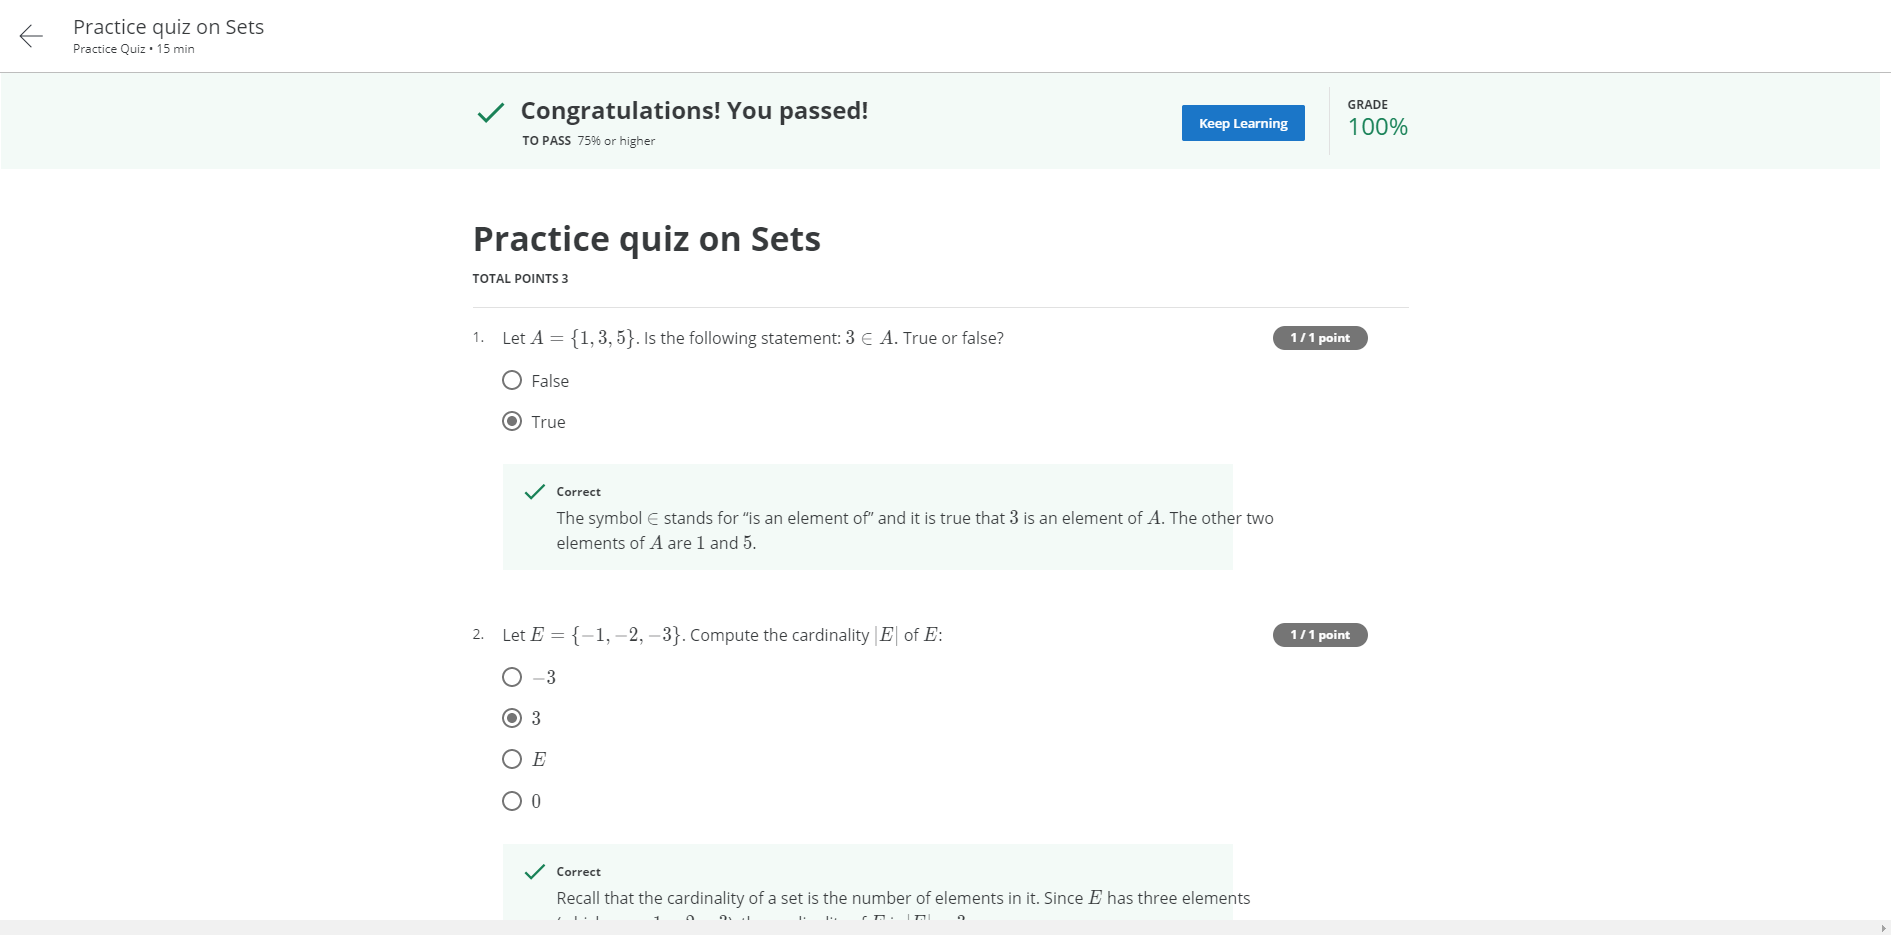 Practice quiz on Sets
Practice Quiz • 15 min
Congratulations! You passed!
TO PASS 75% or higher
Keep Learning
GRADE
100%
Practice quiz on Sets
TOTAL POINTS 3
1. Let A = {1, 3, 5}. Is the following statement: 3 ∈ A. True or false?
1 / 1 point
False
True
Correct
The symbol ∈ stands for “is an element of” and it is true that 3 is an element of A. The other two
elements of A are 1 and 5.
2. Let E = {−1, −2, −3}. Compute the cardinality |E| of E:
1 / 1 point
−3
3
E
0
Correct
Recall that the cardinality of a set is the number of elements in it. Since E has three elements